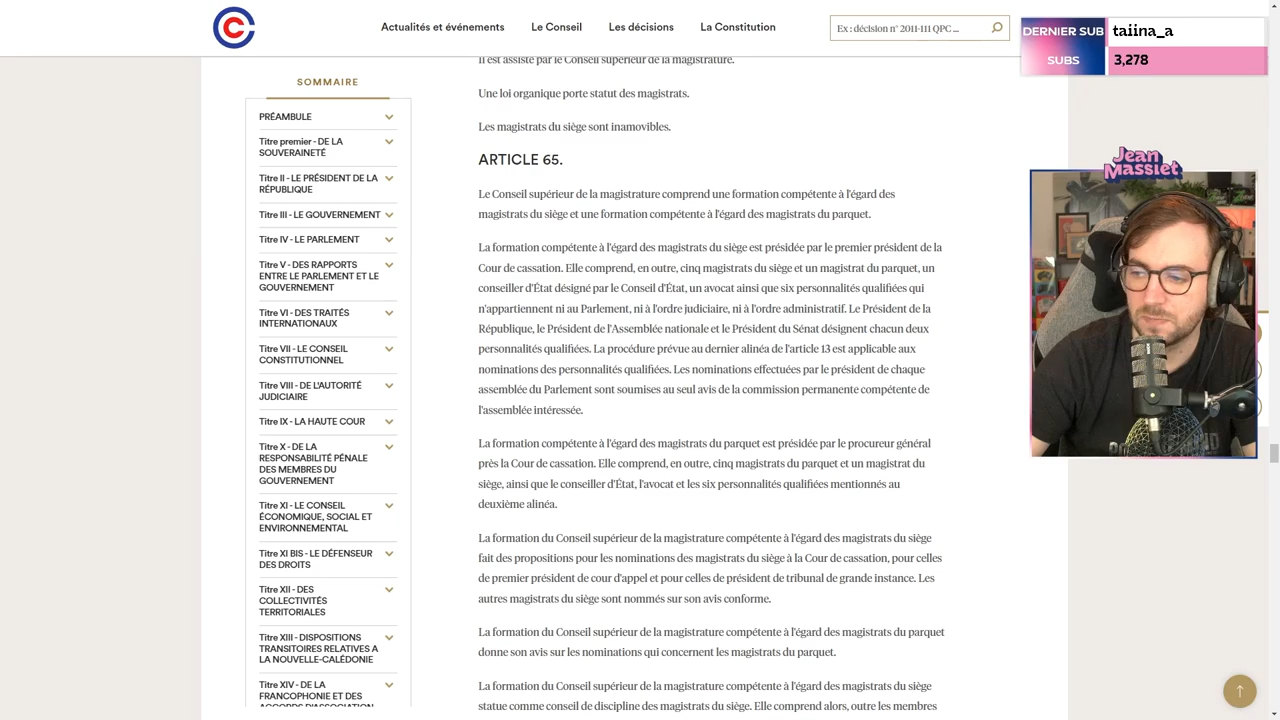 Actualités et événements
Le Conseil
Les décisions
La Constitution
Ex : décision n° 2011-111 QPC ...
DERNIER SUB
taiina_a
SUBS
3,278
Jean
Massiet
SOMMAIRE
PRÉAMBULE
Titre premier - DE LA
SOUVERAINETÉ
Titre II - LE PRÉSIDENT DE LA
RÉPUBLIQUE
Titre III - LE GOUVERNEMENT
Titre IV - LE PARLEMENT
Titre V - DES RAPPORTS
ENTRE LE PARLEMENT ET LE
GOUVERNEMENT
Titre VI - DES TRAITÉS
INTERNATIONAUX
Titre VII - LE CONSEIL
CONSTITUTIONNEL
Titre VIII - DE L'AUTORITÉ
JUDICIAIRE
Titre IX - LA HAUTE COUR
Titre X - DE LA
RESPONSABILITÉ PÉNALE
DES MEMBRES DU
GOUVERNEMENT
Titre XI - LE CONSEIL
ÉCONOMIQUE, SOCIAL ET
ENVIRONNEMENTAL
Titre XI BIS - LE DÉFENSEUR
DES DROITS
Titre XII - DES
COLLECTIVITÉS
TERRITORIALES
Titre XIII - DISPOSITIONS
TRANSITOIRES RELATIVES A
LA NOUVELLE-CALÉDONIE
Titre XIV - DE LA
FRANCOPHONIE ET DES
ACCORDS D'ASSOCIATION
Il est assisté par le Conseil supérieur de la magistrature.
Une loi organique porte statut des magistrats.
Les magistrats du siège sont inamovibles.
ARTICLE 65.
Le Conseil supérieur de la magistrature comprend une formation compétente à l'égard des
magistrats du siège et une formation compétente à l'égard des magistrats du parquet.
La formation compétente à l'égard des magistrats du siège est présidée par le premier président de la
Cour de cassation. Elle comprend, en outre, cinq magistrats du siège et un magistrat du parquet, un
conseiller d'État désigné par le Conseil d'État, un avocat ainsi que six personnalités qualifiées qui
n'appartiennent ni au Parlement, ni à l'ordre judiciaire, ni à l'ordre administratif. Le Président de la
République, le Président de l'Assemblée nationale et le Président du Sénat désignent chacun deux
personnalités qualifiées. La procédure prévue au dernier alinéa de l'article 13 est applicable aux
nominations des personnalités qualifiées. Les nominations effectuées par le président de chaque
assemblée du Parlement sont soumises au seul avis de la commission permanente compétente de
l'assemblée intéressée.
La formation compétente à l'égard des magistrats du parquet est présidée par le procureur général
près la Cour de cassation. Elle comprend, en outre, cinq magistrats du parquet et un magistrat du
siège, ainsi que le conseiller d'État, l'avocat et les six personnalités qualifiées mentionnés au
deuxième alinéa.
La formation du Conseil supérieur de la magistrature compétente à l'égard des magistrats du siège
fait des propositions pour les nominations des magistrats du siège à la Cour de cassation, pour celles
de premier président de cour d'appel et pour celles de président de tribunal de grande instance. Les
autres magistrats du siège sont nommés sur son avis conforme.
La formation du Conseil supérieur de la magistrature compétente à l'égard des magistrats du parquet
donne son avis sur les nominations qui concernent les magistrats du parquet.
La formation du Conseil supérieur de la magistrature compétente à l'égard des magistrats du siège
statue comme conseil de discipline des magistrats du siège. Elle comprend alors, outre les membres